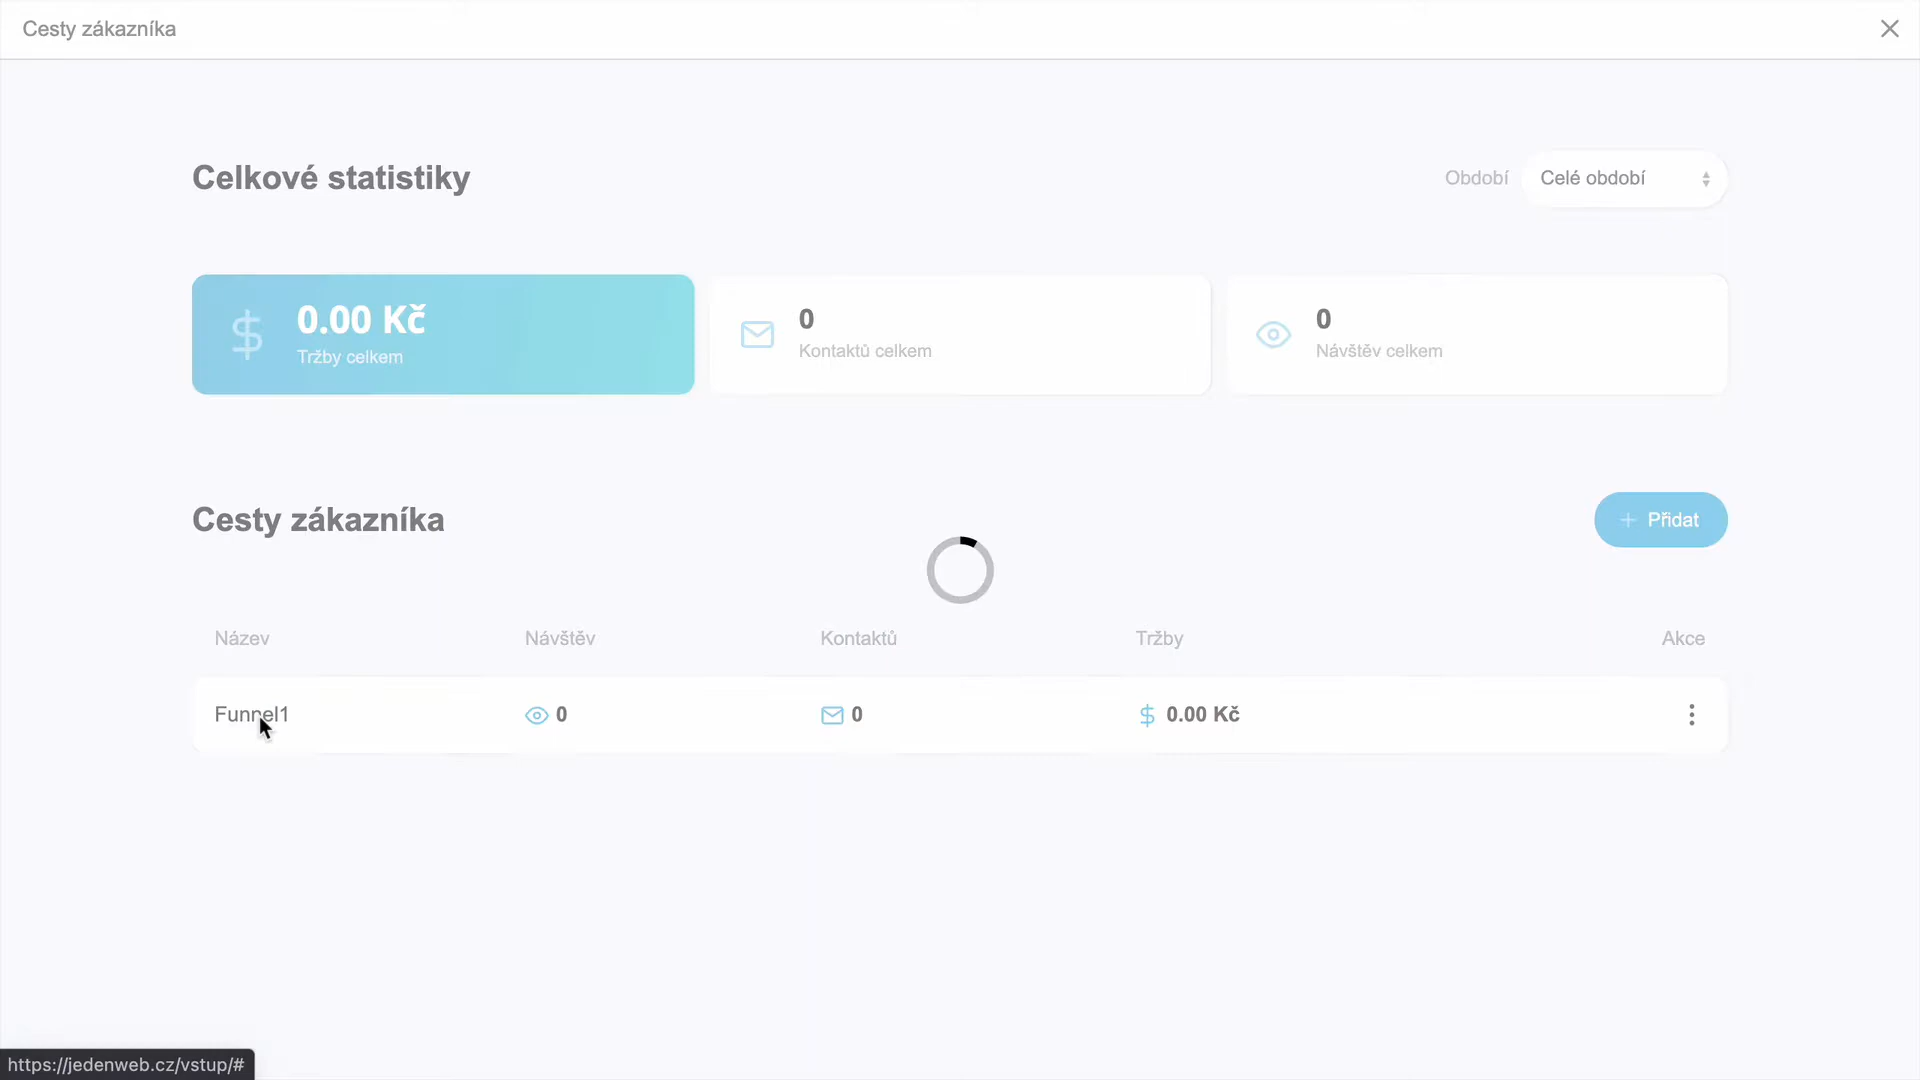 Cesty zákazníka
Celkové statistiky
Období
Celé období
0.00 Kč
Tržby celkem
0
Kontaktů celkem
0
Návštěv celkem
Cesty zákazníka
Přidat
Název
Návštěv
Kontaktů
Tržby
Akce
Funnel1
0
0
0.00 Kč
https://jedenweb.cz/vstup/#